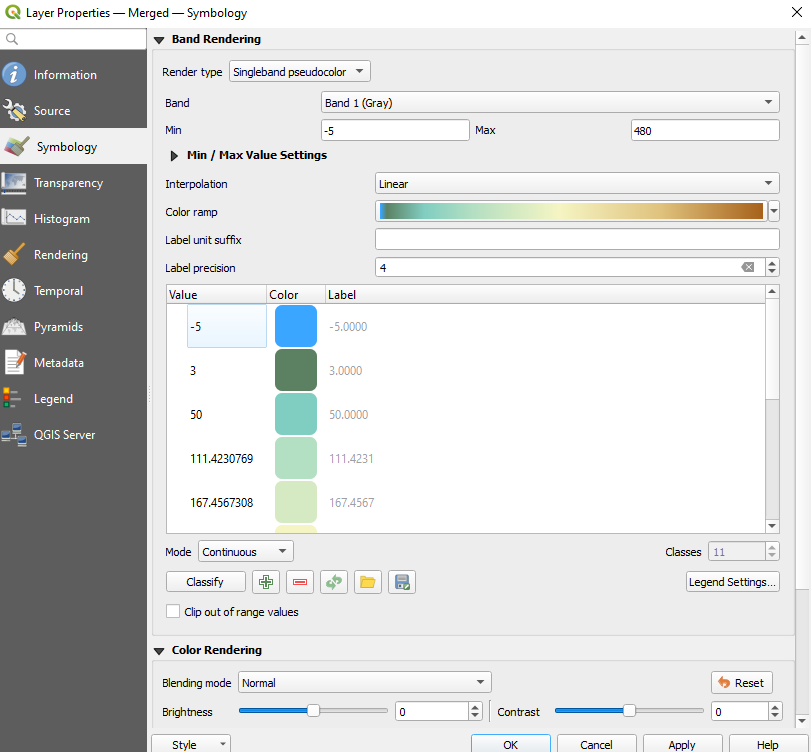 Layer Properties — Merged — Symbology
Information
Source
Symbology
Transparency
Histogram
Rendering
Temporal
Pyramids
Metadata
Legend
QGIS Server
Band Rendering
Render type Singleband pseudocolor
Band Band 1 (Gray)
Min -5 Max 480
Min / Max Value Settings
Interpolation Linear
Color ramp
Label unit suffix
Label precision 4
Value Color Label
-5 -5.0000
3 3.0000
50 50.0000
111.4230769 111.4231
167.4567308 167.4567
Mode Continuous Classes 11
Classify Legend Settings...
Clip out of range values
Color Rendering
Blending mode Normal Reset
Brightness 0 Contrast 0
Style OK Cancel Apply Help